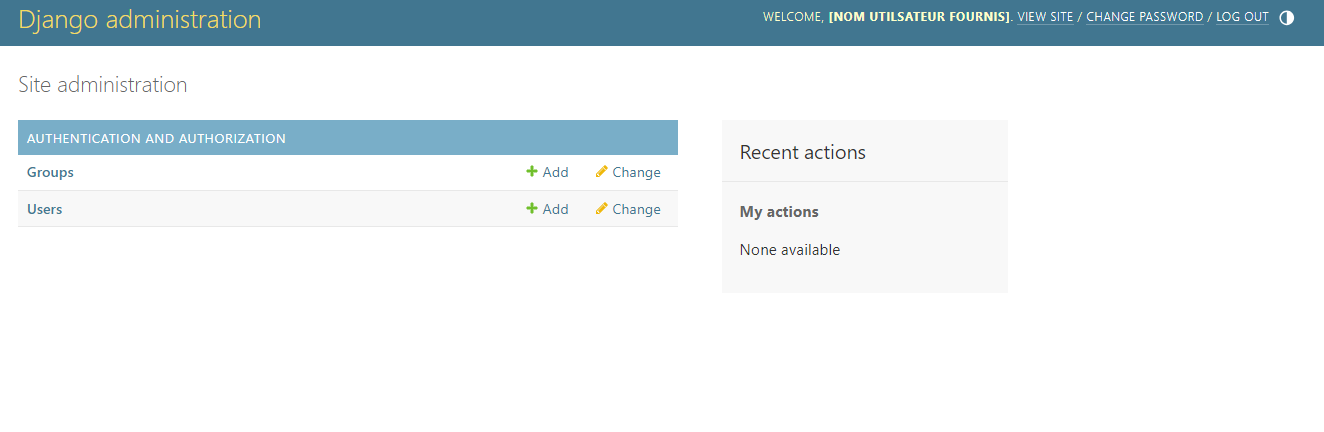 Django administration
WELCOME, [NOM UTILSATEUR FOURNIS]. VIEW SITE / CHANGE PASSWORD / LOG OUT
Site administration
AUTHENTICATION AND AUTHORIZATION
Groups Add Change
Users Add Change
Recent actions
My actions
None available